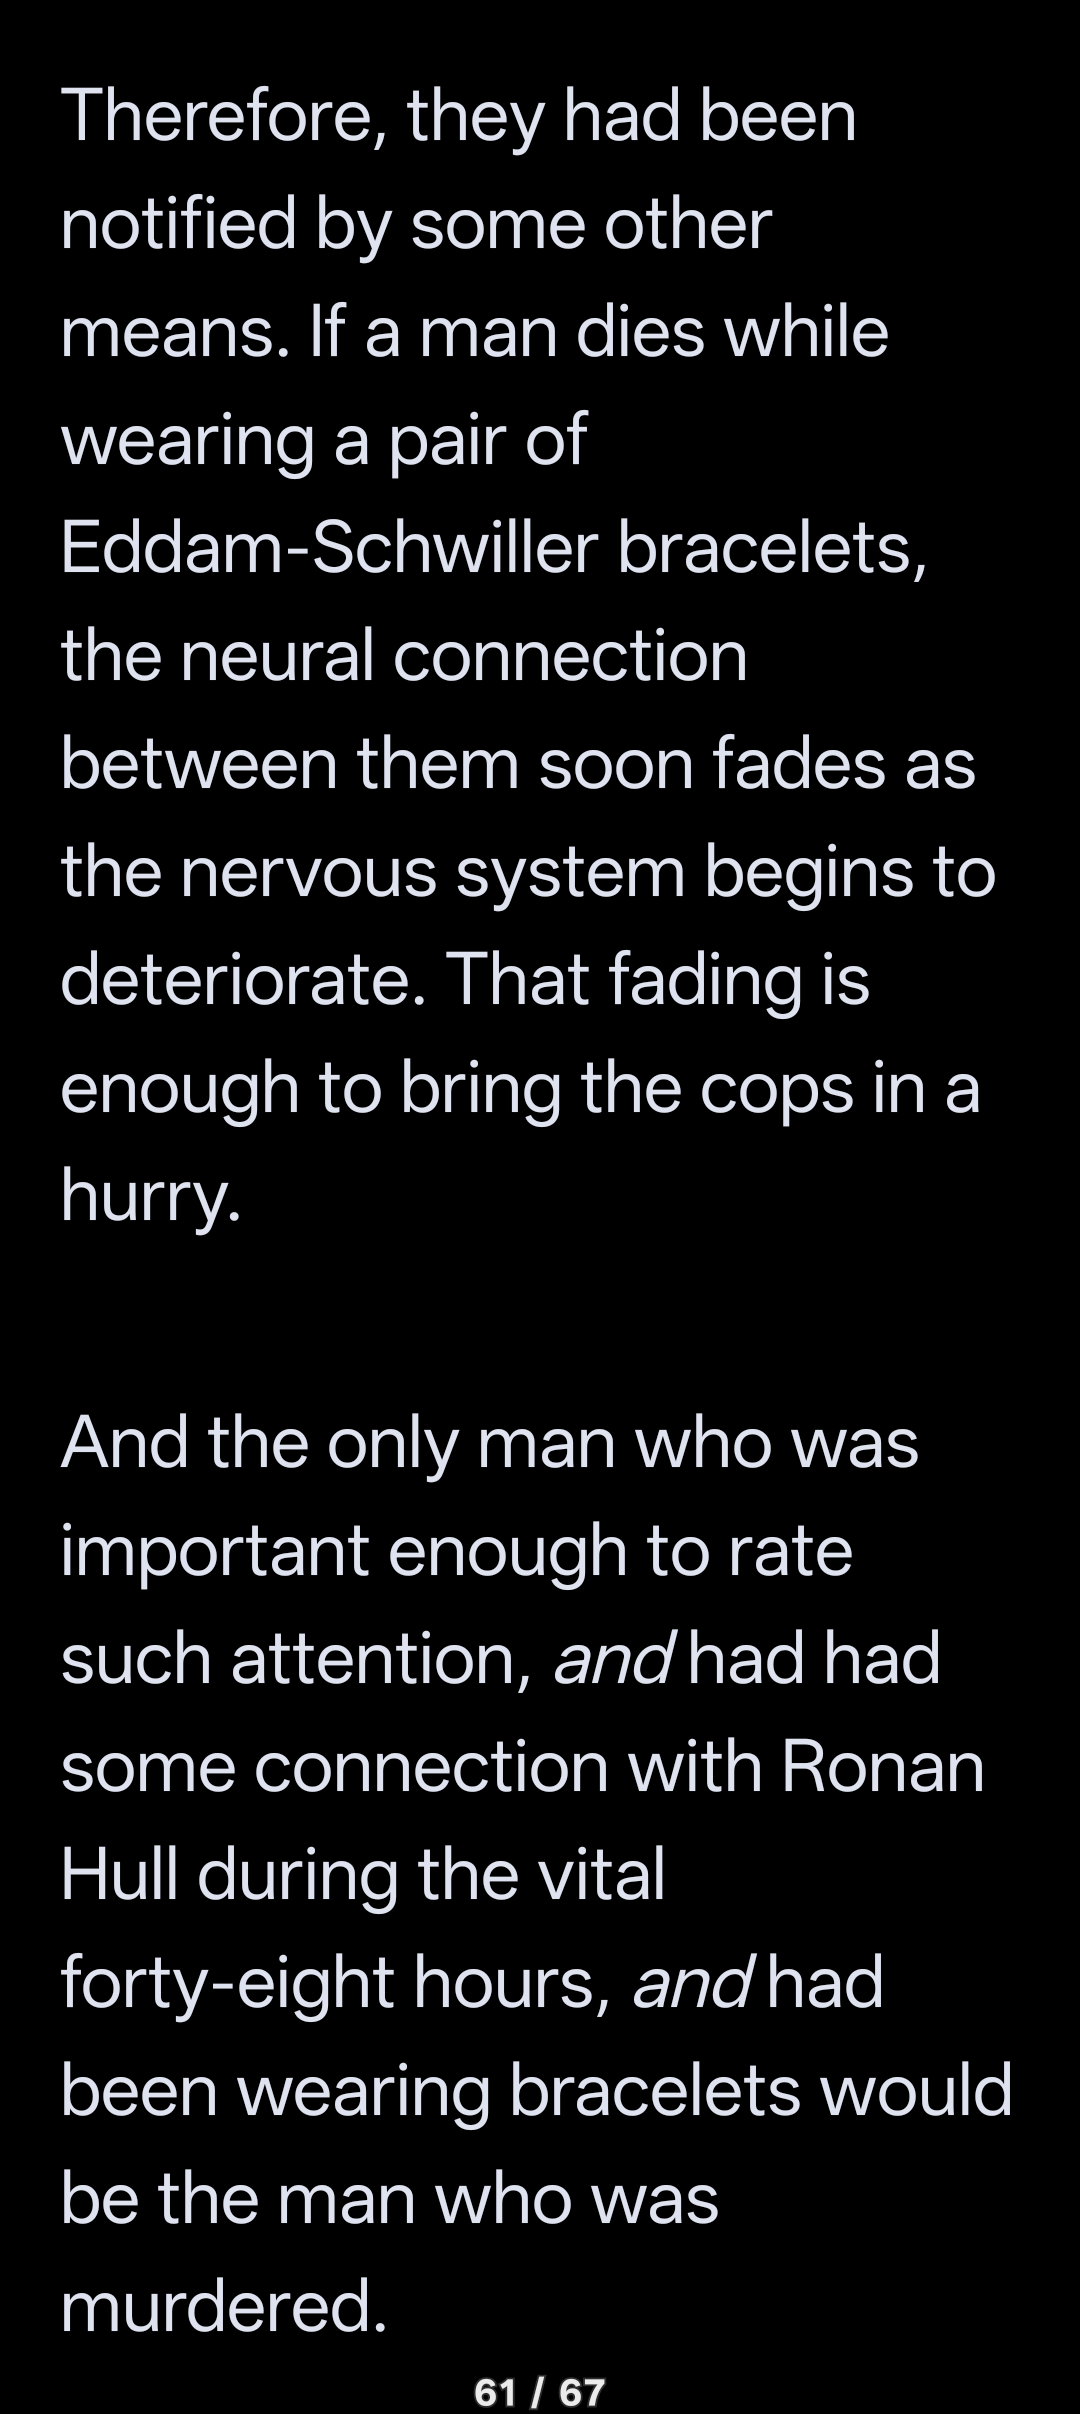 Therefore, they had been
notified by some other
means. If a man dies while
wearing a pair of
Eddam-Schwiller bracelets,
the neural connection
between them soon fades as
the nervous system begins to
deteriorate. That fading is
enough to bring the cops in a
hurry.
And the only man who was
important enough to rate
such attention, and had had
some connection with Ronan
Hull during the vital
forty-eight hours, and had
been wearing bracelets would
be the man who was
murdered.
61 / 67